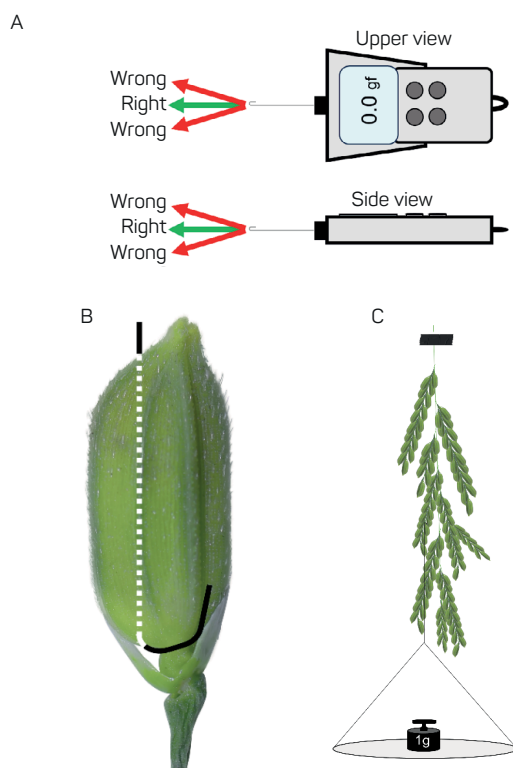 A
Upper view
Wrong
Right
Wrong
0.0 gf
Side view
Wrong
Right
Wrong
B
C
1g